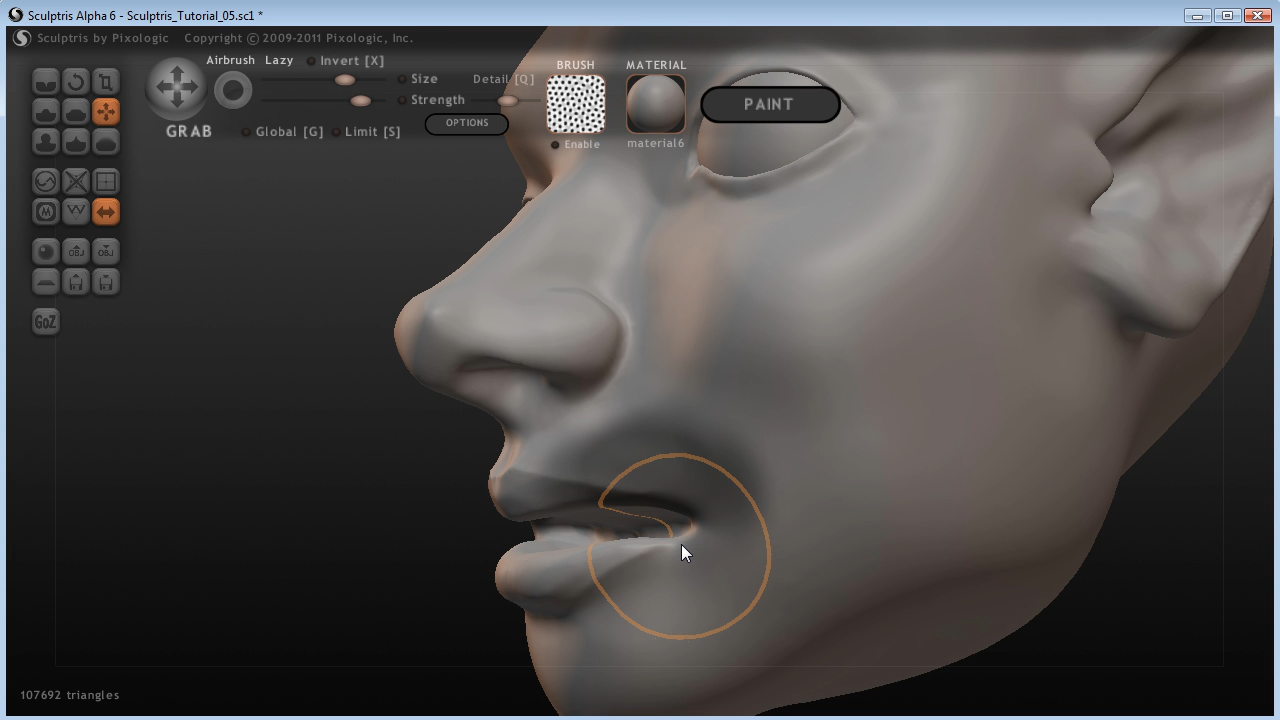 Sculptris Alpha 6 - Sculptris_Tutorial_05.sc1 *
Sculptris by Pixologic Copyright © 2009-2011 Pixologic, Inc.
Airbrush Lazy Invert [X]
Size Detail [Q]
Strength
GRAB Global [G] Limit [S] OPTIONS
BRUSH
Enable
MATERIAL
material6
PAINT
M
OBJ OBJ
GoZ
107692 triangles